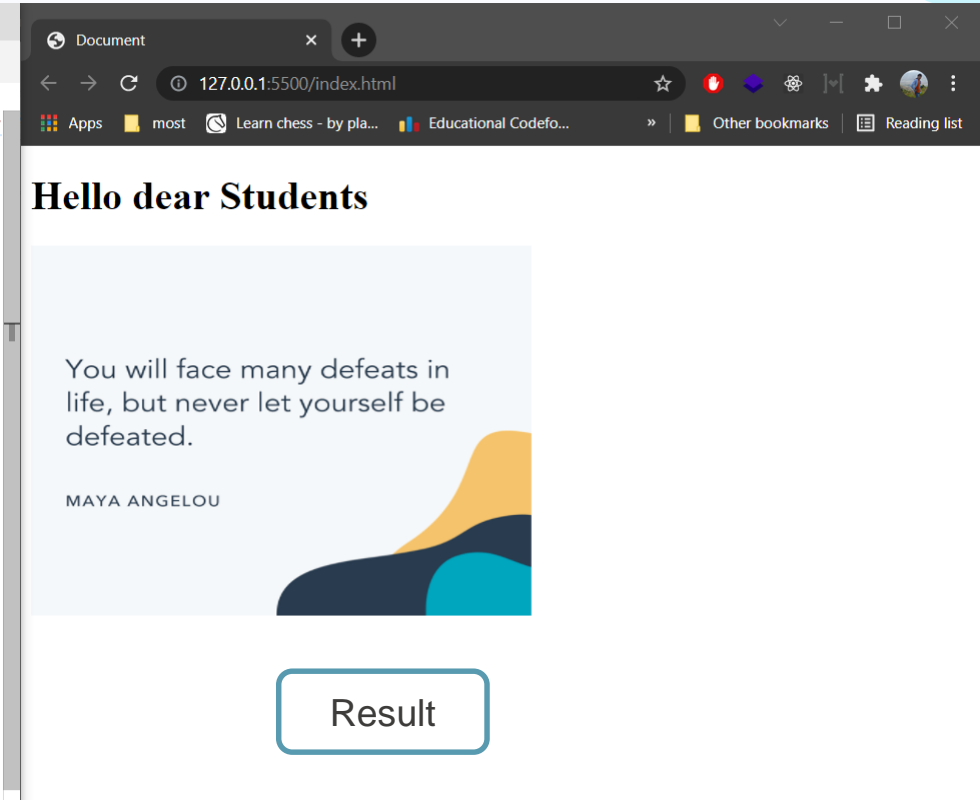 Document
127.0.0.1:5500/index.html
Apps most Learn chess - by pla... Educational Codefo... » Other bookmarks Reading list
Hello dear Students
You will face many defeats in
life, but never let yourself be
defeated.
MAYA ANGELOU
Result